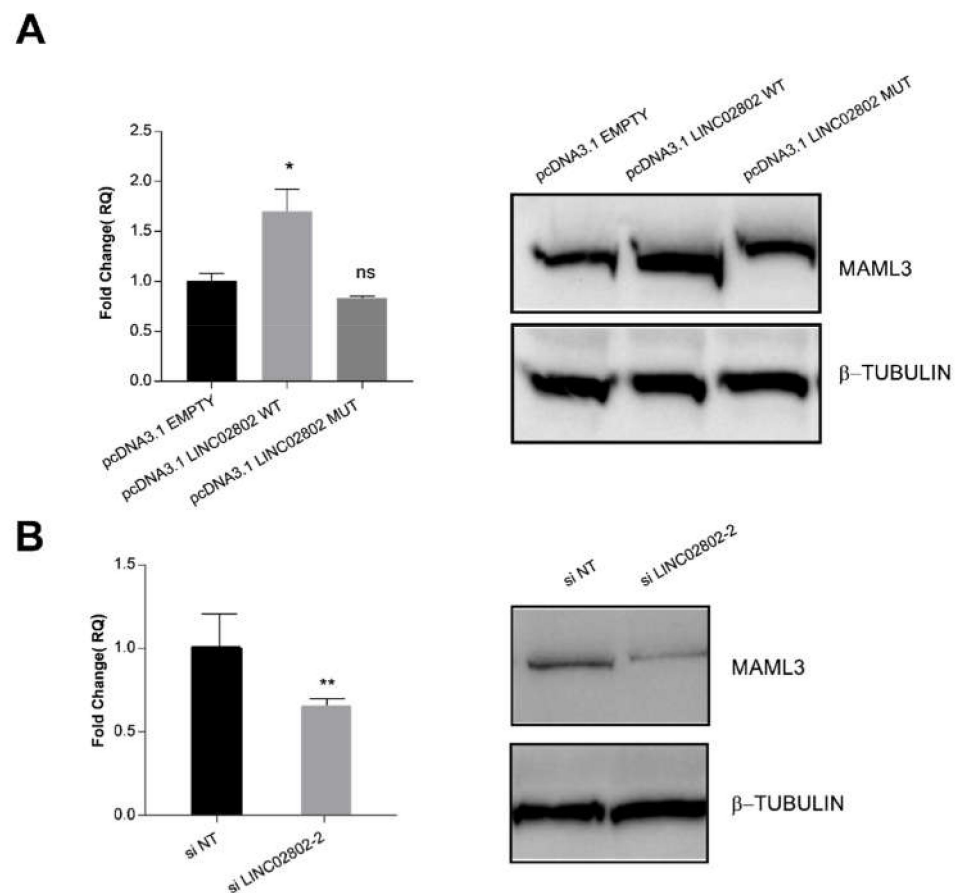 A
Fold Change( RQ)
2.5
2.0
1.5
1.0
0.5
0.0
*
ns
pcDNA3.1 EMPTY
pcDNA3.1 LINC02802 WT
pcDNA3.1 LINC02802 MUT
pcDNA3.1 EMPTY
pcDNA3.1 LINC02802 WT
pcDNA3.1 LINC02802 MUT
MAML3
β–TUBULIN
B
Fold Change( RQ)
1.5
1.0
0.5
0.0
**
si NT
si LINC02802-2
si NT
si LINC02802-2
MAML3
β–TUBULIN